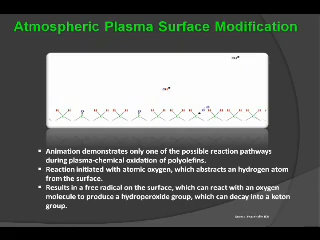 Atmospheric Plasma Surface Modification
▪ Animation demonstrates only one of the possible reaction pathways
during plasma-chemical oxidation of polyolefins.
▪ Reaction initiated with atomic oxygen, which abstracts an hydrogen atom
from the surface.
▪ Results in a free radical on the surface, which can react with an oxygen
molecule to produce a hydroperoxide group, which can decay into a keton
group.